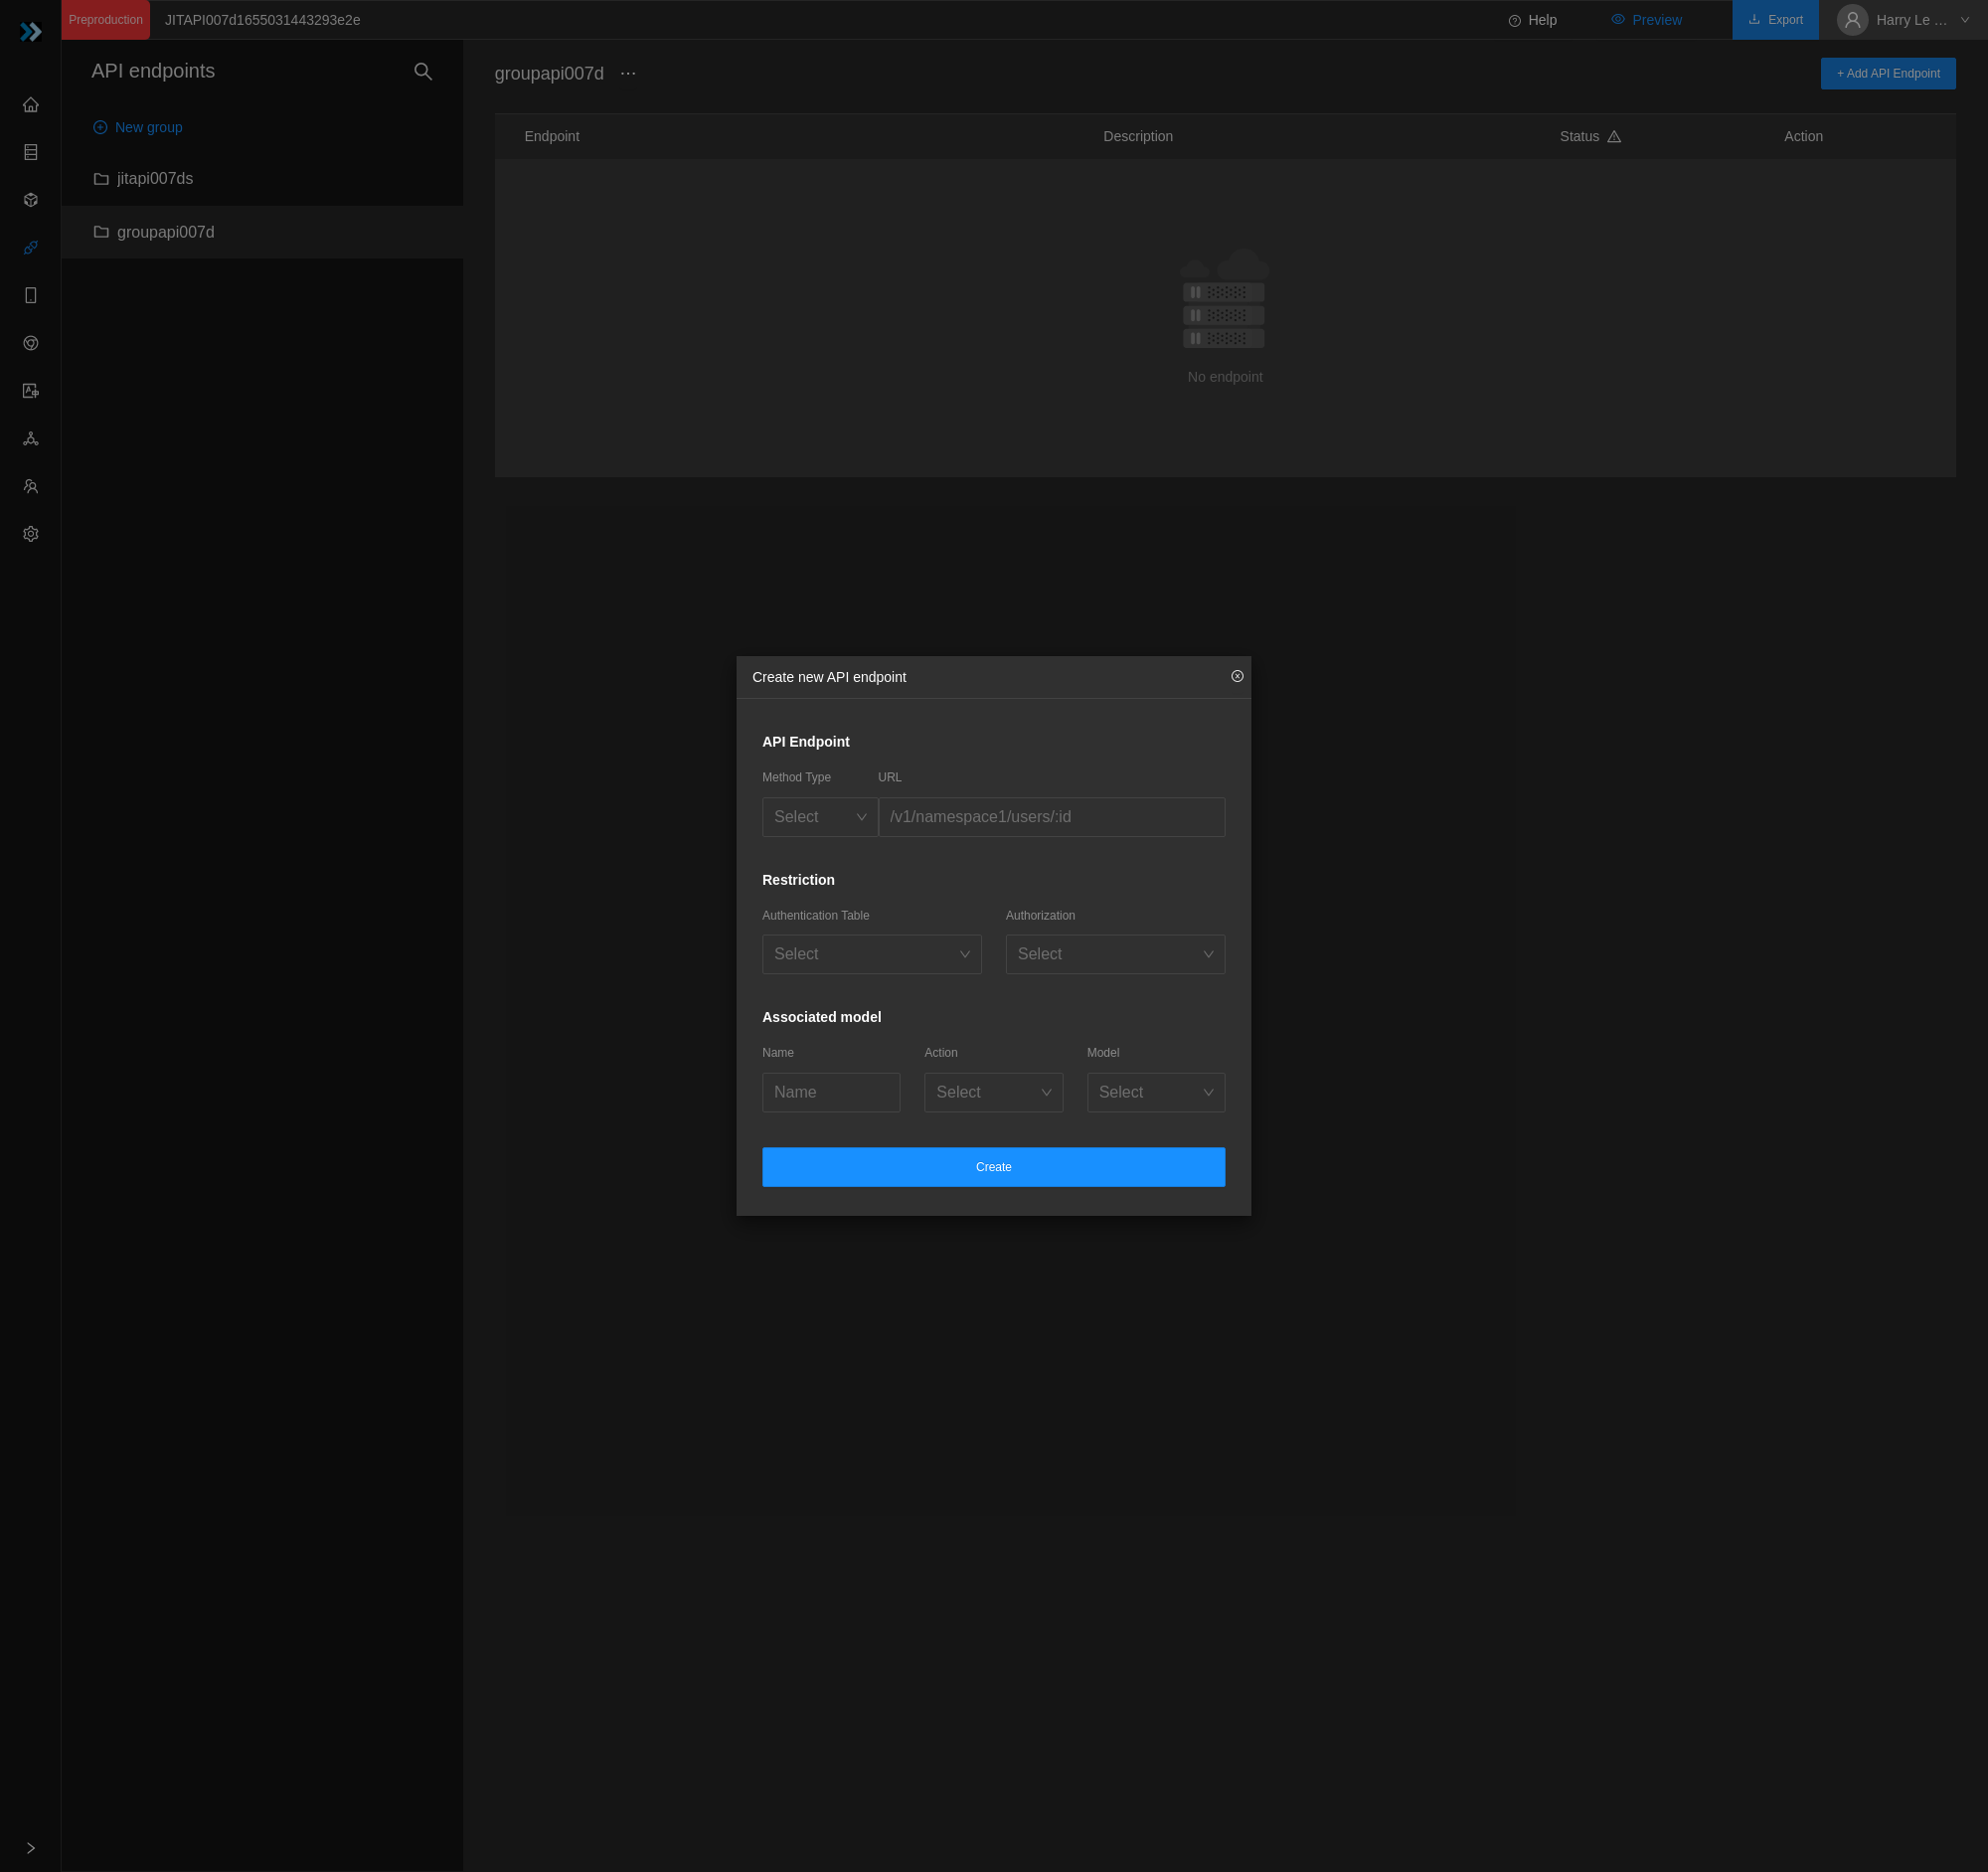 Preproduction
JITAPI007d1655031443293e2e
Help
Preview
Export
Harry Le ...
API endpoints
New group
jitapi007ds
groupapi007d
groupapi007d ...
+ Add API Endpoint
Endpoint Description Status Action
No endpoint
Create new API endpoint
API Endpoint
Method Type URL
Select /v1/namespace1/users/:id
Restriction
Authentication Table Authorization
Select Select
Associated model
Name Action Model
Name Select Select
Create